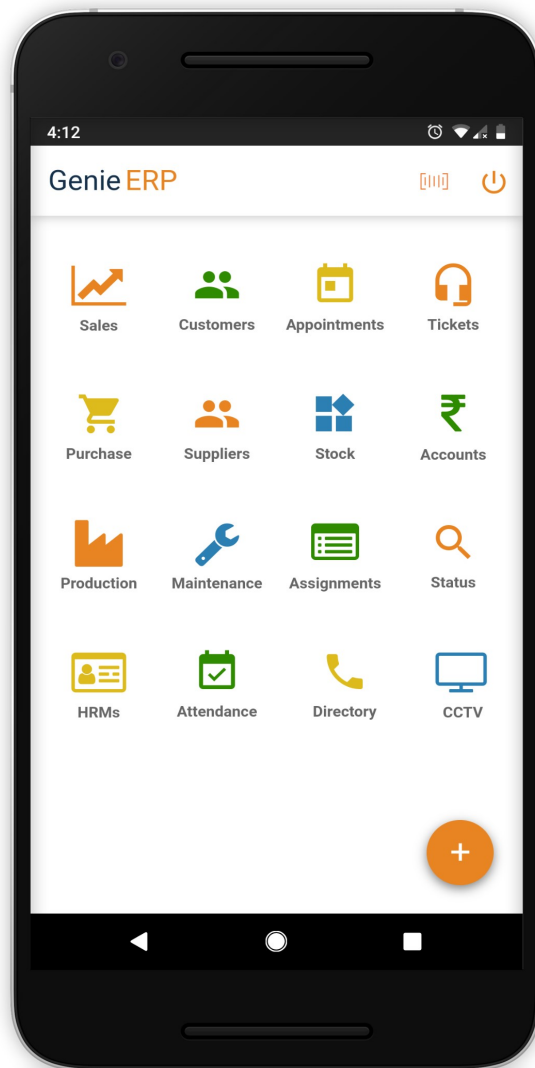 4:12
Genie ERP
Sales Customers Appointments Tickets
Purchase Suppliers Stock Accounts
Production Maintenance Assignments Status
HRMs Attendance Directory CCTV